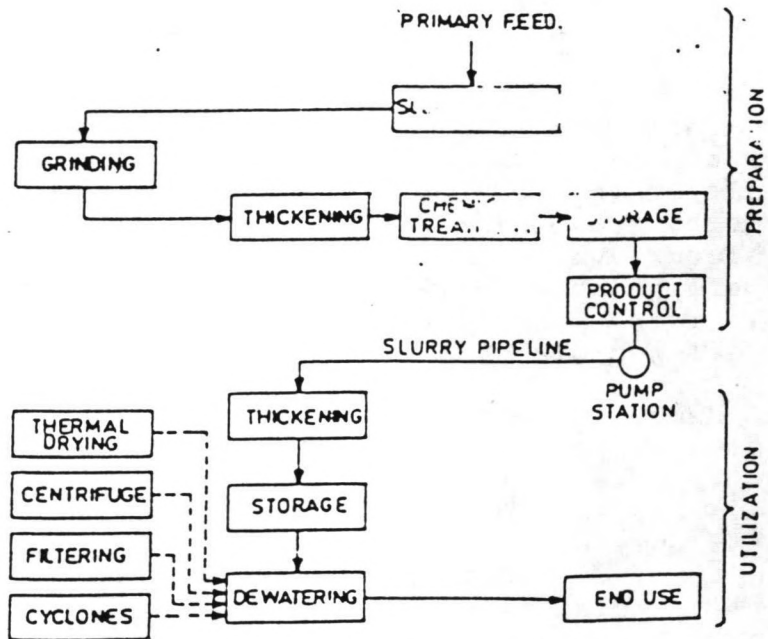 PRIMARY FEED.
GRINDING
THICKENING
STORAGE
PREPARATION
PRODUCT
CONTROL
SLURRY PIPELINE
PUMP
STATION
THICKENING
THERMAL
DRYING
CENTRIFUGE
STORAGE
FILTERING
UTILIZATION
DEWATERING
END USE
CYCLONES